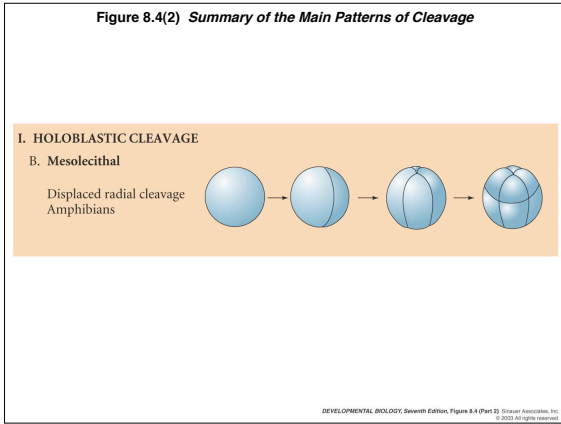 Figure 8.4(2) Summary of the Main Patterns of Cleavage
I. HOLOBLASTIC CLEAVAGE
B. Mesolecithal
Displaced radial cleavage
Amphibians
DEVELOPMENTAL BIOLOGY, Seventh Edition, Figure 8.4 (Part 2) Sinauer Associates, Inc.
© 2003 All rights reserved.